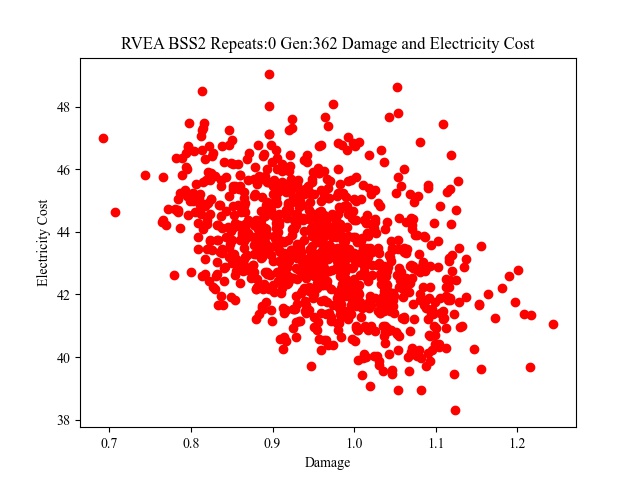 RVEA BSS2 Repeats:0 Gen:362 Damage and Electricity Cost
48
46
44
42
40
38
Electricity Cost
0.7 0.8 0.9 1.0 1.1 1.2
Damage